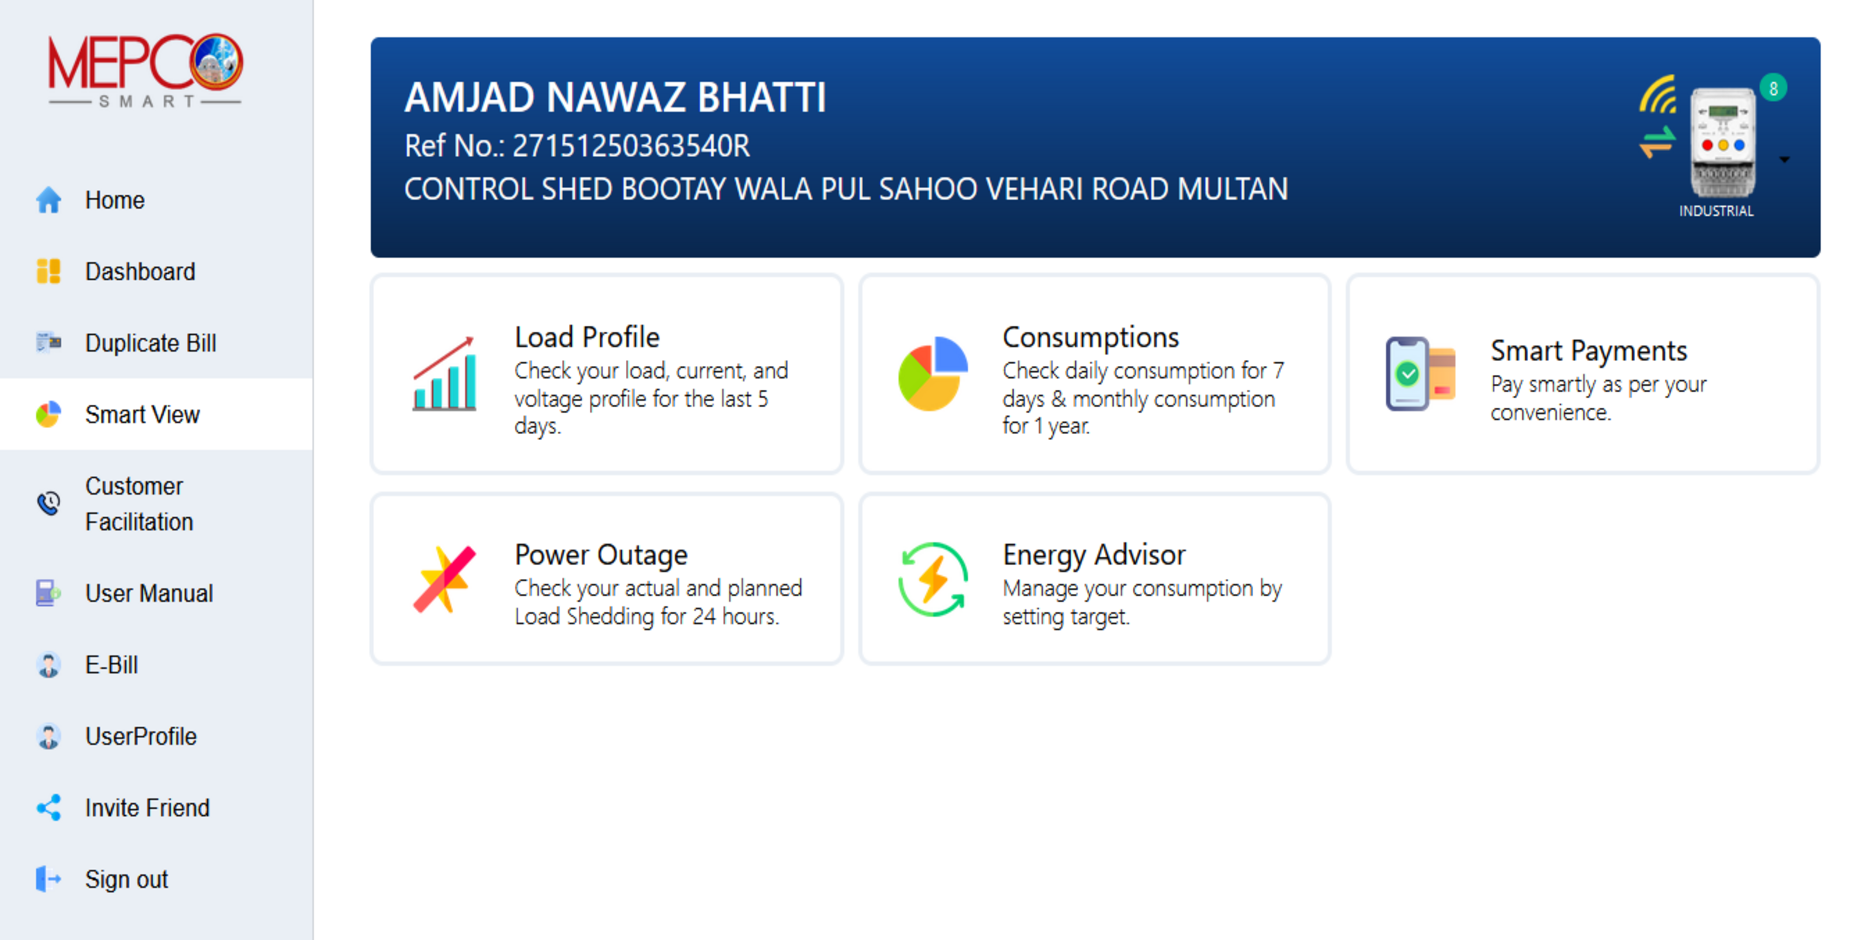 MEPCO
SMART
Home
Dashboard
Duplicate Bill
Smart View
Customer
Facilitation
User Manual
E-Bill
UserProfile
Invite Friend
Sign out
AMJAD NAWAZ BHATTI
Ref No.: 27151250363540R
CONTROL SHED BOOTAY WALA PUL SAHOO VEHARI ROAD MULTAN
8
INDUSTRIAL
Load Profile
Check your load, current, and
voltage profile for the last 5
days.
Consumptions
Check daily consumption for 7
days & monthly consumption
for 1 year.
Smart Payments
Pay smartly as per your
convenience.
Power Outage
Check your actual and planned
Load Shedding for 24 hours.
Energy Advisor
Manage your consumption by
setting target.